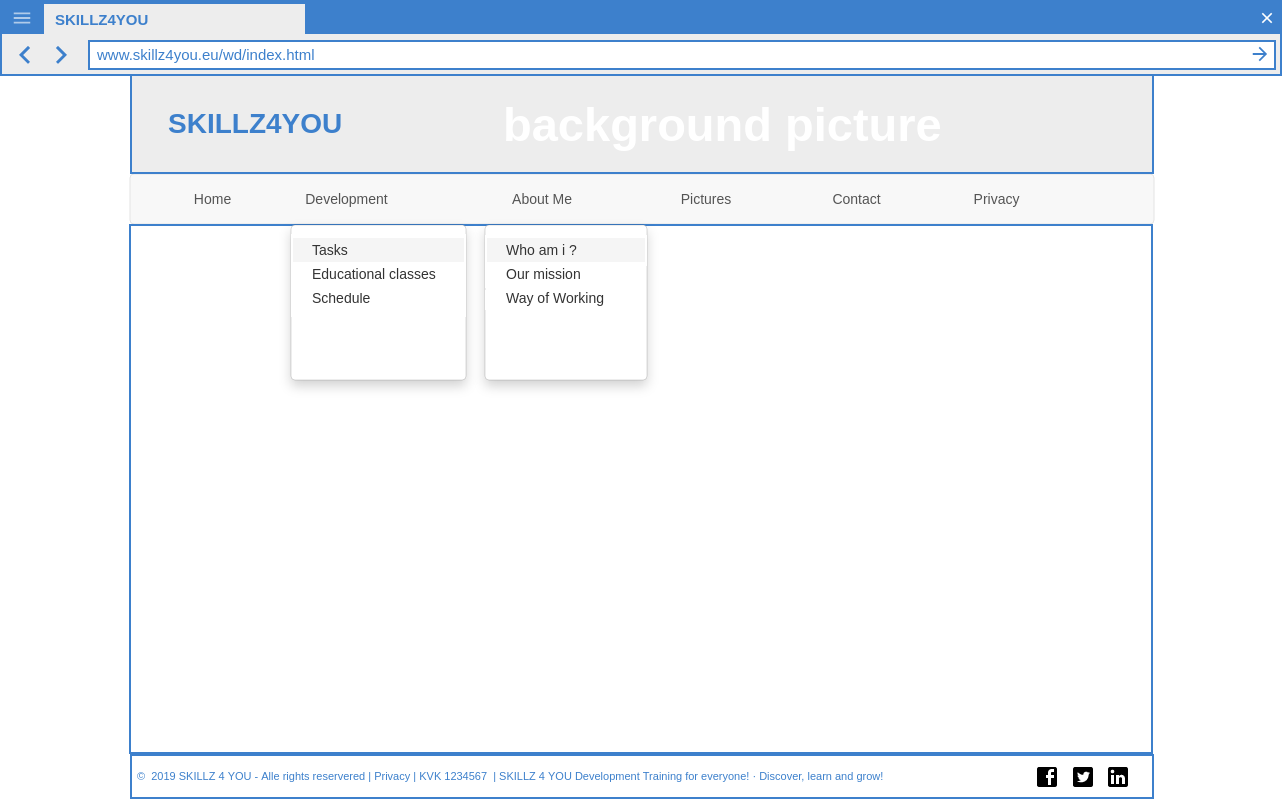 SKILLZ4YOU
www.skillz4you.eu/wd/index.html
SKILLZ4YOU background picture
Home Development About Me Pictures Contact Privacy
Tasks
Educational classes
Schedule
Who am i ?
Our mission
Way of Working
© 2019 SKILLZ 4 YOU - Alle rights reservered | Privacy | KVK 1234567 | SKILLZ 4 YOU Development Training for everyone! · Discover, learn and grow!